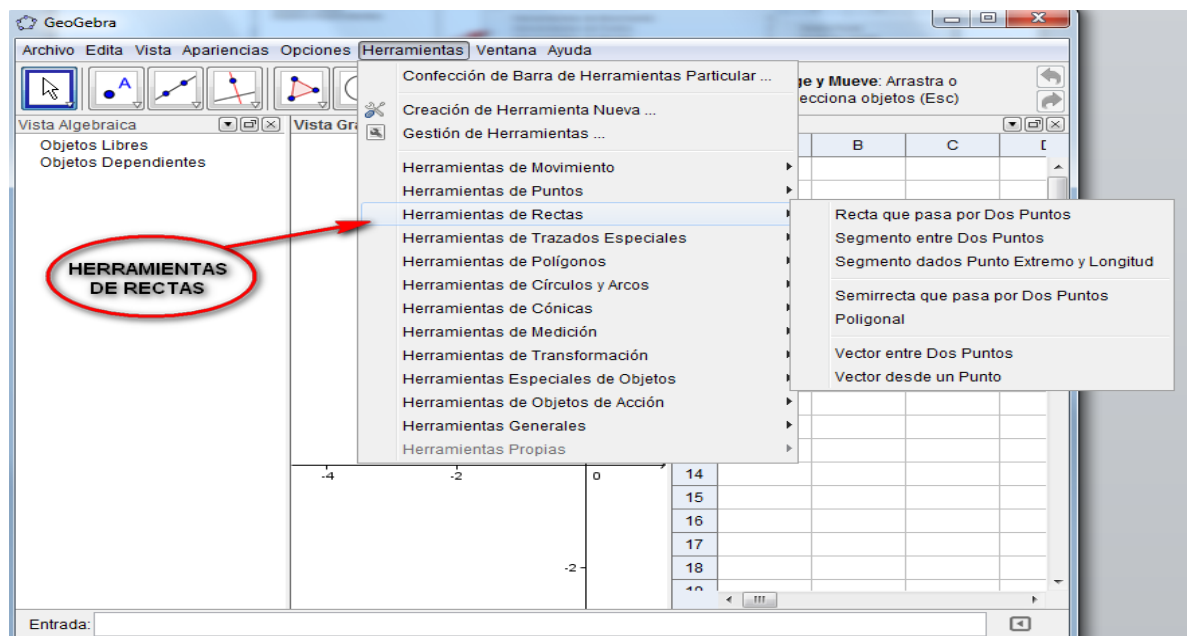 GeoGebra
Archivo Edita Vista Apariencias Opciones Herramientas Ventana Ayuda
A
Elige y Mueve: Arrastra o
objetos (Esc)
Vista Algebraica
Vista
Objetos Libres
Objetos Dependientes
Confección de Barra de Herramientas Particular ...
Creación de Herramienta Nueva ...
Gestión de Herramientas ...
Herramientas de Movimiento
Herramientas de Puntos
Herramientas de Rectas
Herramientas de Trazados Especiales
Herramientas de Polígonos
Herramientas de Círculos y Arcos
Herramientas de Cónicas
Herramientas de Medición
Herramientas de Transformación
Herramientas Especiales de Objetos
Herramientas de Objetos de Acción
Herramientas Generales
Herramientas Propias
Recta que pasa por Dos Puntos
Segmento entre Dos Puntos
Segmento dados Punto Extremo y Longitud
Semirrecta que pasa por Dos Puntos
Poligonal
Vector entre Dos Puntos
Vector desde un Punto
HERRAMIENTAS
DE RECTAS
B C
-4 -2 0
-2
14
15
16
17
18
Entrada: